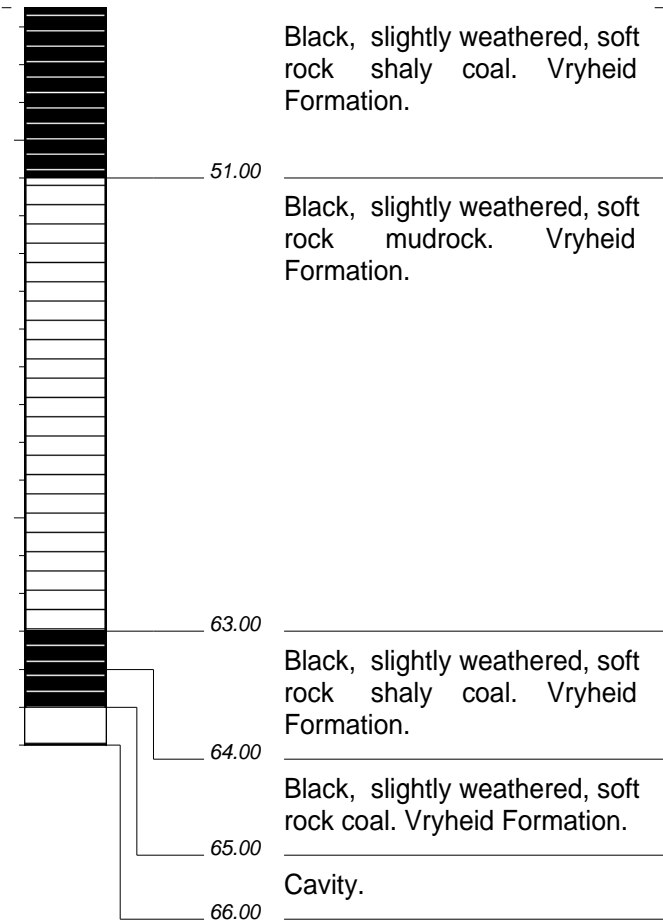 Black, slightly weathered, soft
rock shaly coal. Vryheid
Formation.
51.00
Black, slightly weathered, soft
rock mudrock. Vryheid
Formation.
63.00
Black, slightly weathered, soft
rock shaly coal. Vryheid
Formation.
64.00
Black, slightly weathered, soft
rock coal. Vryheid Formation.
65.00
Cavity.
66.00